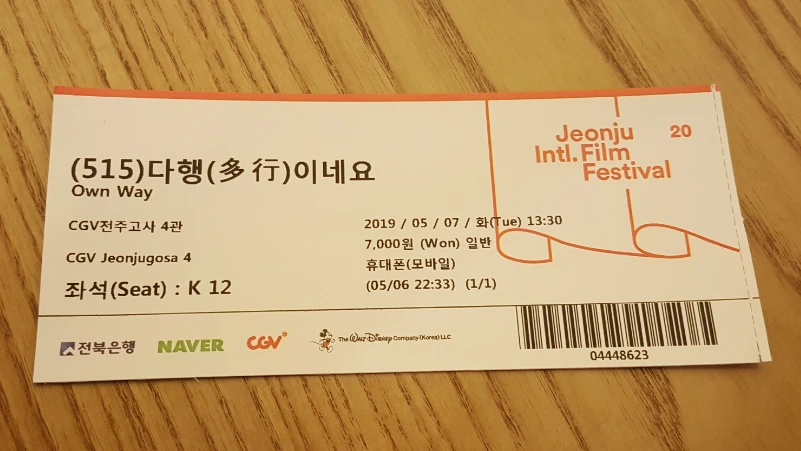 (515)다행(多行)이네요
Own Way
Jeonju
Intl. Film
Festival
20
CGV전주고사 4관
CGV Jeonjugosa 4
좌석(Seat) : K 12
2019 / 05 / 07 / 화(Tue) 13:30
7,000원 (Won) 일반
휴대폰(모바일)
(05/06 22:33) (1/1)
전북은행
NAVER
CGV
The Walt Disney Company (Korea) LLC
04448623